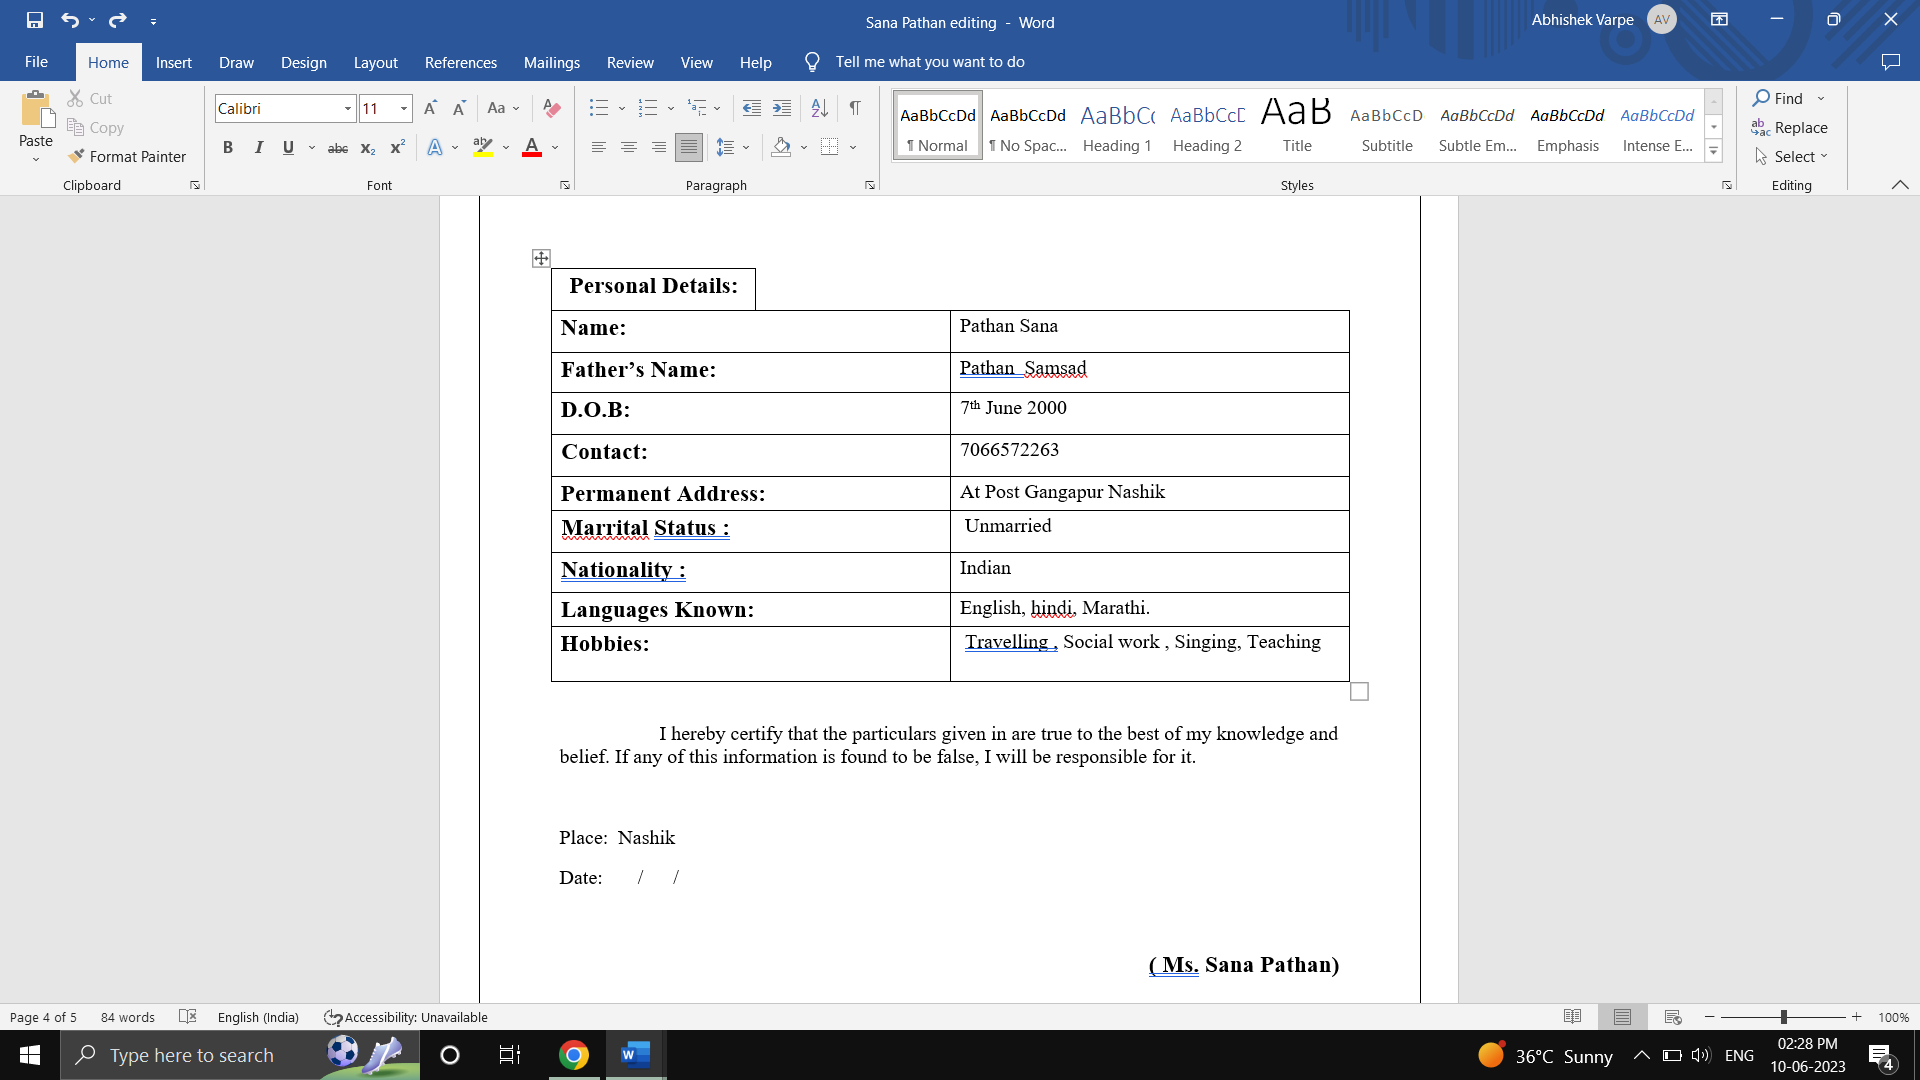 Sana Pathan editing - Word
Abhishek Varpe AV
File Home Insert Draw Design Layout References Mailings Review View Help Tell me what you want to do
Paste
Cut
Copy
Format Painter
Clipboard
Calibri 11
Font
Paragraph
AaBbCcDd AaBbCcDd AaBbC AaBbCcD AaB AaBbCcD AaBbCcDd AaBbCcDd AaBbCcDd
¶ Normal ¶ No Spac... Heading 1 Heading 2 Title Subtitle Subtle Em... Emphasis Intense E...
Styles
Find
Replace
Select
Editing
Personal Details:
Name: Pathan Sana
Father’s Name: Pathan Samsad
D.O.B: 7th June 2000
Contact: 7066572263
Permanent Address: At Post Gangapur Nashik
Marrital Status : Unmarried
Nationality : Indian
Languages Known: English, hindi, Marathi.
Hobbies: Travelling , Social work , Singing, Teaching
I hereby certify that the particulars given in are true to the best of my knowledge and
belief. If any of this information is found to be false, I will be responsible for it.
Place: Nashik
Date: / /
( Ms. Sana Pathan)
Page 4 of 5 84 words English (India) Accessibility: Unavailable 100%
Type here to search
36°C Sunny ENG
02:28 PM
10-06-2023
4